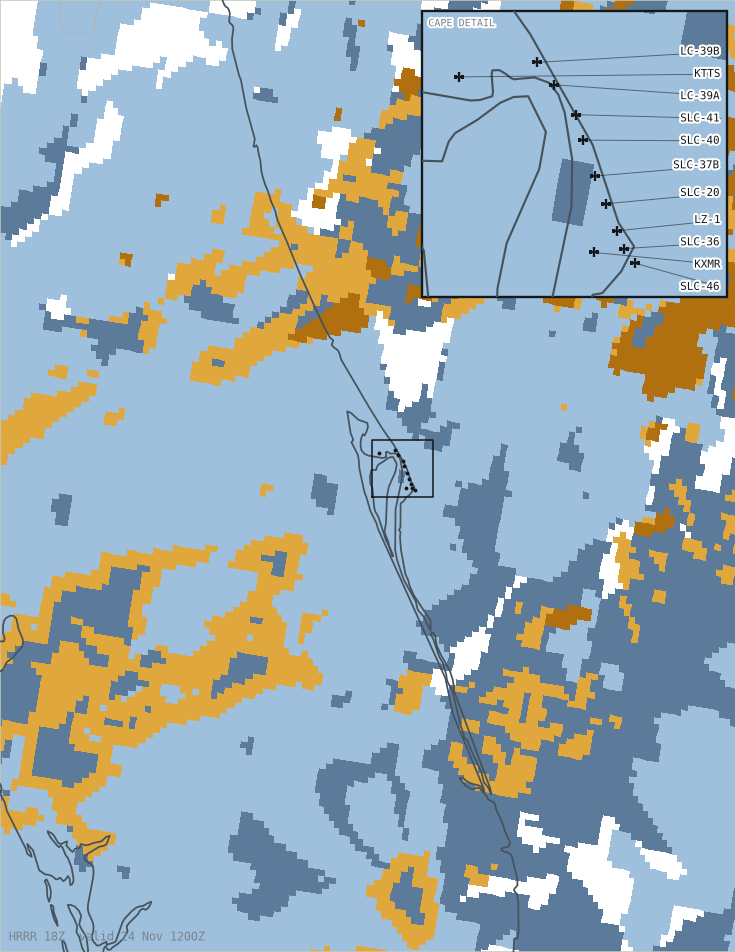 CAPE DETAIL
LC-39B
KTTS
LC-39A
SLC-41
SLC-40
SLC-37B
SLC-20
LZ-1
SLC-36
KXMR
SLC-46
HRRR 18Z valid 24 Nov 1200Z